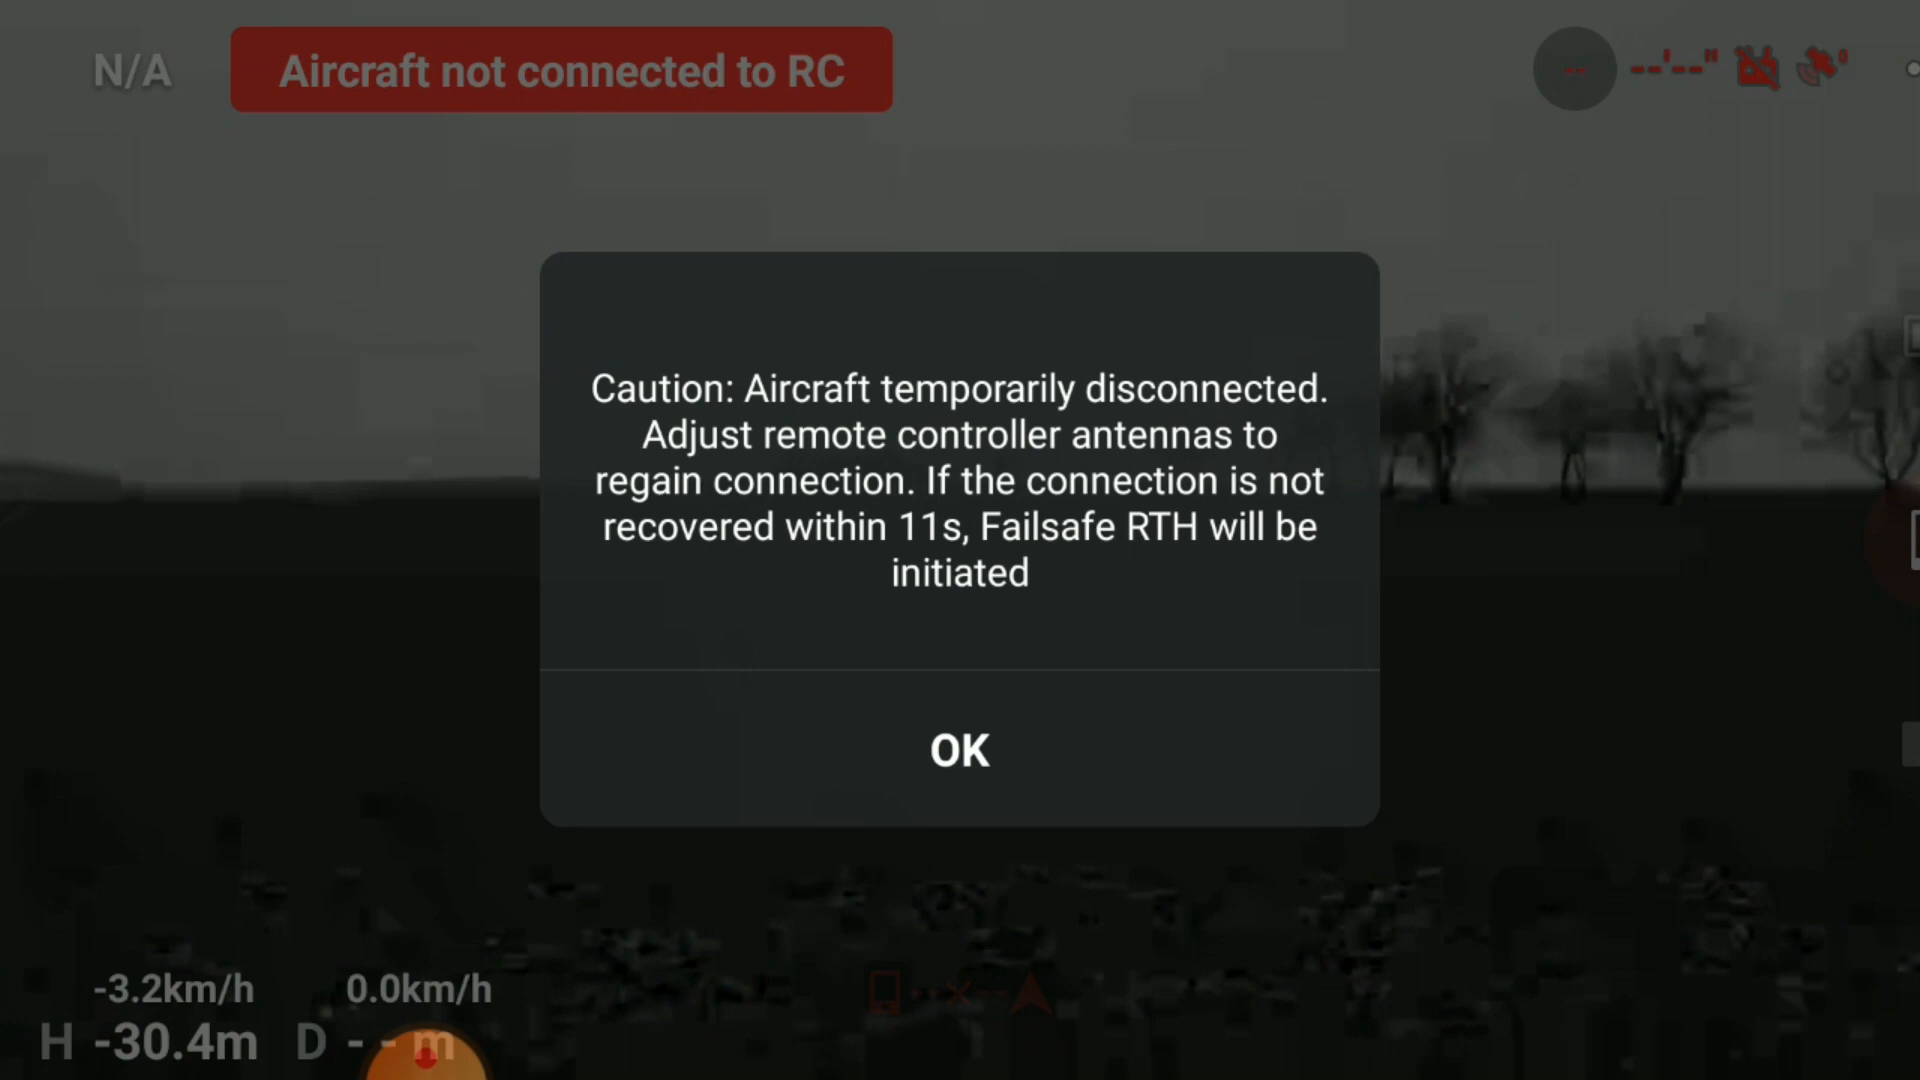 N/A
Aircraft not connected to RC
--'--"
Caution: Aircraft temporarily disconnected.
Adjust remote controller antennas to
regain connection. If the connection is not
recovered within 11s, Failsafe RTH will be
initiated
OK
-3.2km/h 0.0km/h
H -30.4m D - - m